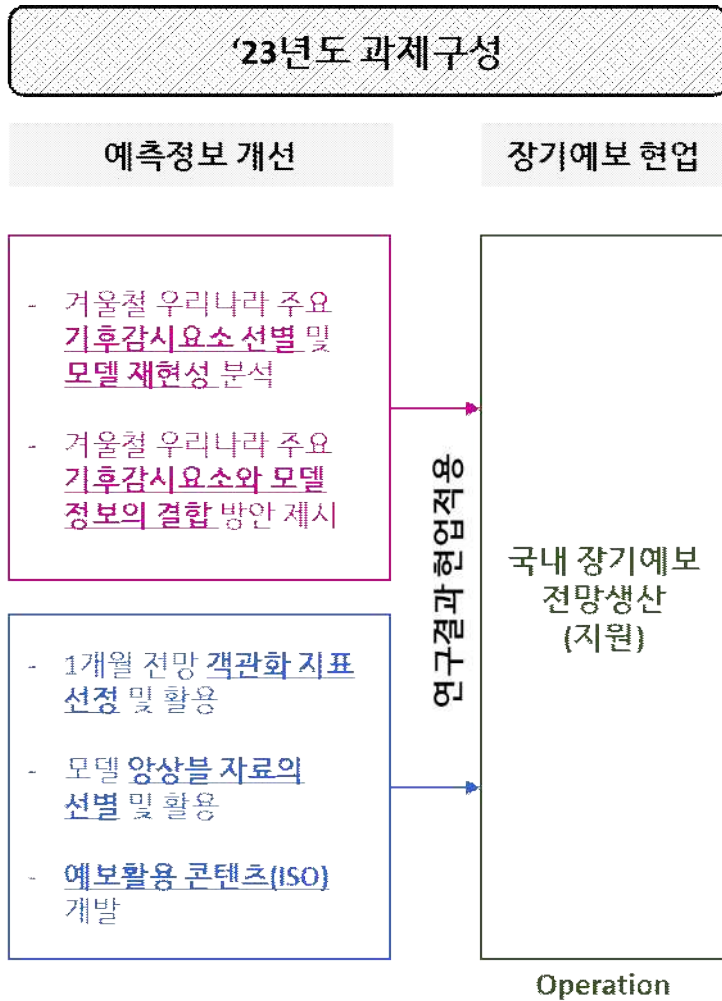 ‘23년도 과제구성
예측정보 개선
장기예보 현업
- 겨울철 우리나라 주요
기후감시요소 선별 및
모델 재현성 분석
- 겨울철 우리나라 주요
기후감시요소와 모델
정보의 결합 방안 제시
- 1개월 전망 객관화 지표
선정 및 활용
- 모델 앙상블 자료의
선별 및 활용
- 예보활용 콘텐츠(ISO)
개발
연구결과 현업적용
국내 장기예보
전망생산
(지원)
Operation